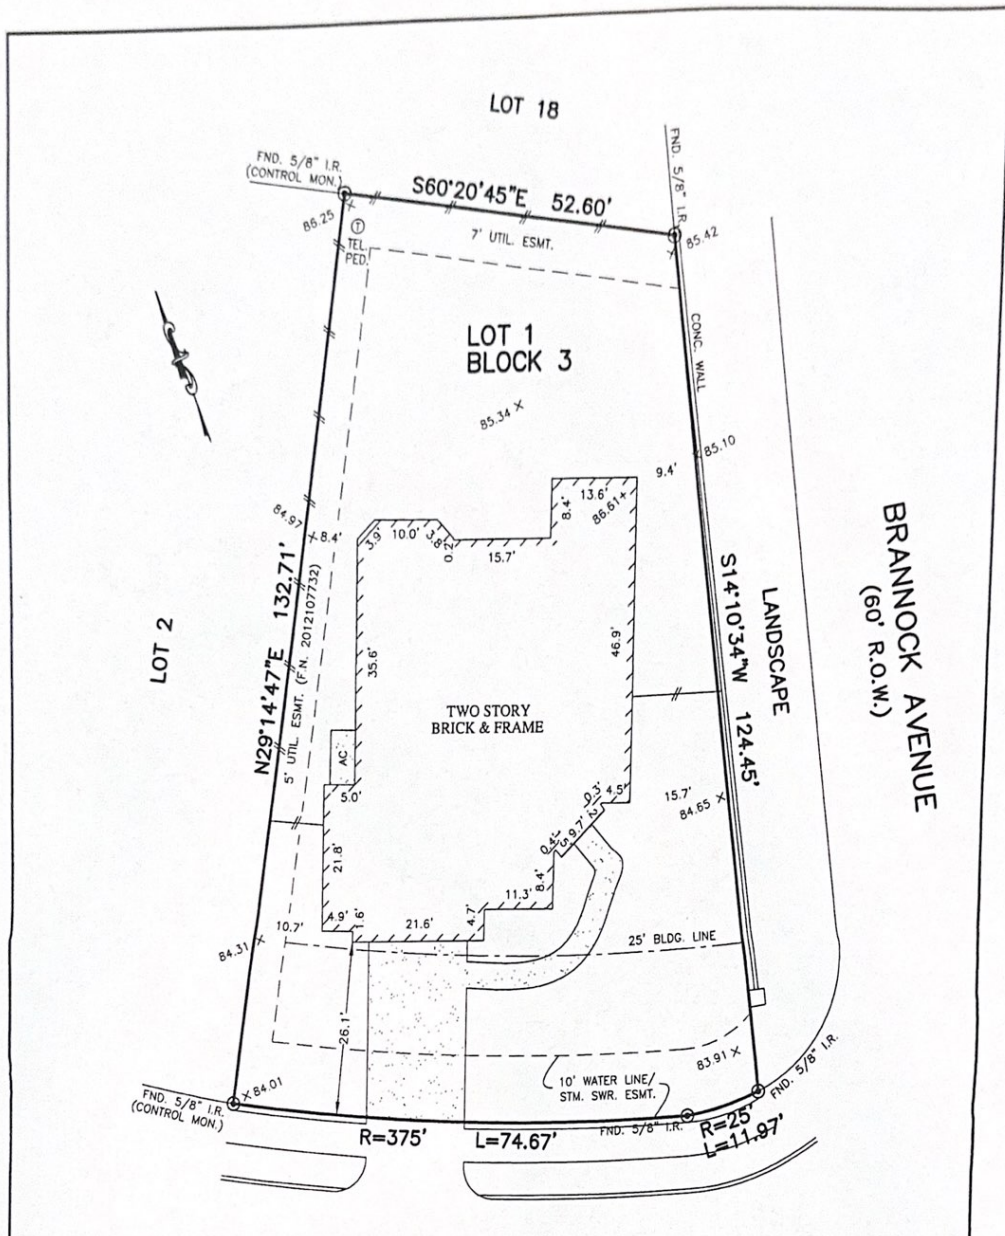 LOT 18
FND. 5/8" I.R.
(CONTROL MON.)
S60°20'45"E 52.60'
FND. 5/8" I.R.
86.25
T
TEL.
PED.
7' UTIL. ESMT.
85.42
LOT 1
BLOCK 3
CONC. WALL
85.34
85.10
9.4'
13.6'
8.4'
86.61
84.97
8.4'
3.9'
10.0'
3.8'
0.2'
15.7'
BRANNOCK AVENUE
(60' R.O.W.)
N29°14'47"E 132.71'
5' UTIL. ESMT. (F.N. 2012107732)
LOT 2
35.6'
46.9'
S14°10'34"W 124.45'
LANDSCAPE
TWO STORY
BRICK & FRAME
AC
5.0'
4.5'
0.3'
9.7'
0.4'
15.7'
84.65
21.8'
8.4'
11.3'
4.7'
4.9'
21.6'
10.7'
84.31
25' BLDG. LINE
26.1'
83.91
84.01
10' WATER LINE/
STM. SWR. ESMT.
FND. 5/8" I.R.
(CONTROL MON.)
FND. 5/8" I.R.
FND. 5/8" I.R.
R=375' L=74.67'
R=25'
L=11.97'